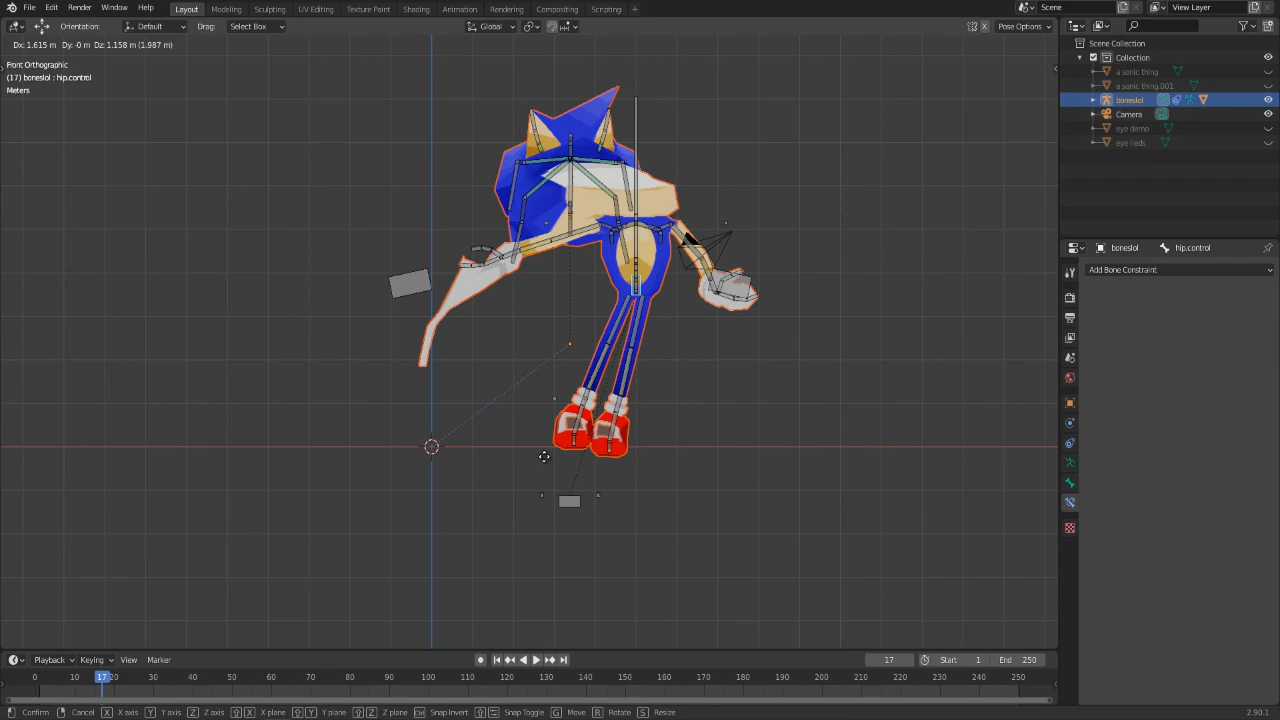 File Edit Render Window Help Layout Modeling Sculpting UV Editing Texture Paint Shading Animation Rendering Compositing Scripting + Scene View Layer
Orientation: Default Drag: Select Box Global X Pose Options
Dx: 1.615 m Dy: -0 m Dz: 1.158 m (1.987 m)
Front Orthographic
(17) boneslol : hip.control
Meters
Scene Collection
Collection
a sonic thing
a sonic thing.001
boneslol
Camera
eye demo
eye lieds
boneslol hip.control
Add Bone Constraint
Playback Keying View Marker 17 Start 1 End 250
0 10 17 20 30 40 50 60 70 80 90 100 110 120 130 140 150 160 170 180 190 200 210 220 230 240 250
Confirm Cancel X X axis Y Y axis Z Z axis X X plane Y Y plane Z Z plane Ctrl Snap Invert Snap Toggle G Move R Rotate S Resize 2.90.1